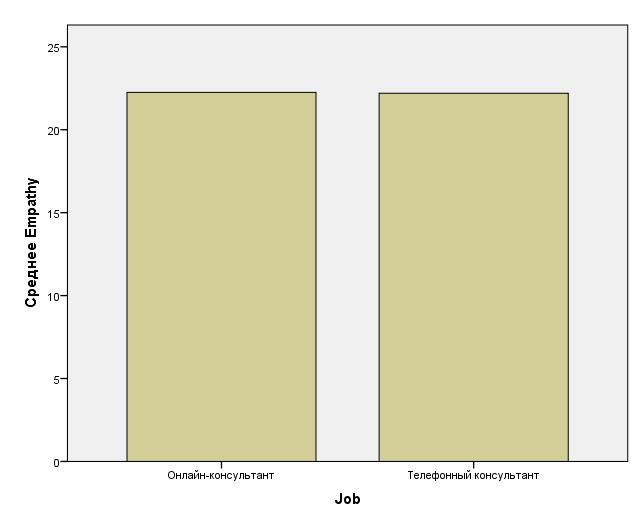 25
20
15
10
5
0
Среднее Empathy
Онлайн-консультант
Телефонный консультант
Job